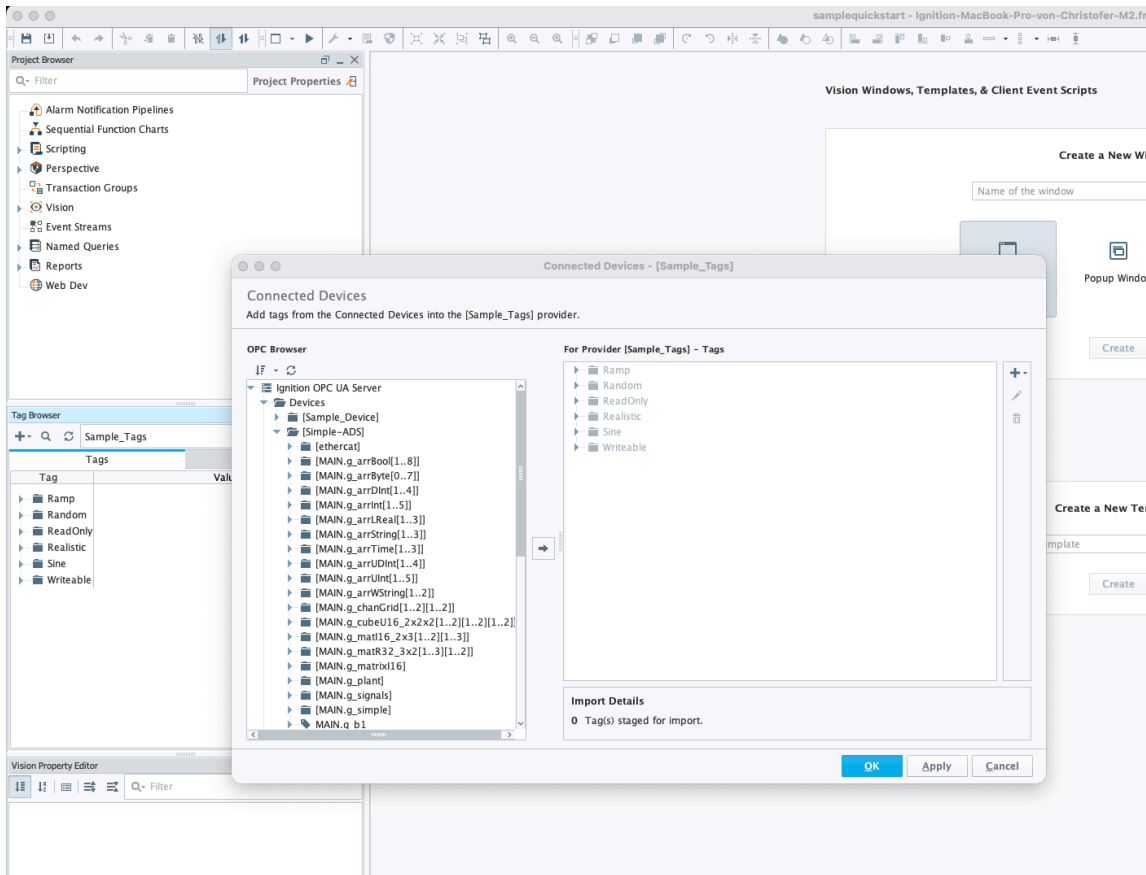 samplequickstart - Ignition-MacBook-Pro-von-Christofer-M2.fr
Project Browser
Filter
Project Properties
Alarm Notification Pipelines
Sequential Function Charts
Scripting
Perspective
Transaction Groups
Vision
Event Streams
Named Queries
Reports
Web Dev
Vision Windows, Templates, & Client Event Scripts
Create a New Wi
Name of the window
Popup Windo
Create
Create a New Ter
emplate
Create
Tag Browser
Sample_Tags
Tags
Tag
Valu
Ramp
Random
ReadOnly
Realistic
Sine
Writeable
Vision Property Editor
Filter
Connected Devices - [Sample_Tags]
Connected Devices
Add tags from the Connected Devices into the [Sample_Tags] provider.
OPC Browser
Ignition OPC UA Server
Devices
[Sample_Device]
[Simple-ADS]
[ethercat]
[MAIN.g_arrBool[1..8]]
[MAIN.g_arrByte[0..7]]
[MAIN.g_arrDInt[1..4]]
[MAIN.g_arrInt[1..5]]
[MAIN.g_arrLReal[1..3]]
[MAIN.g_arrString[1..3]]
[MAIN.g_arrTime[1..3]]
[MAIN.g_arrUDInt[1..4]]
[MAIN.g_arrUInt[1..5]]
[MAIN.g_arrWString[1..2]]
[MAIN.g_chanGrid[1..2][1..2]]
[MAIN.g_cubeU16_2x2x2[1..2][1..2][1..2]]
[MAIN.g_matI16_2x3[1..2][1..3]]
[MAIN.g_matR32_3x2[1..3][1..2]]
[MAIN.g_matrixI16]
[MAIN.g_plant]
[MAIN.g_signals]
[MAIN.g_simple]
MAIN.g_b1
For Provider [Sample_Tags] - Tags
Ramp
Random
ReadOnly
Realistic
Sine
Writeable
Import Details
0 Tag(s) staged for import.
OK
Apply
Cancel